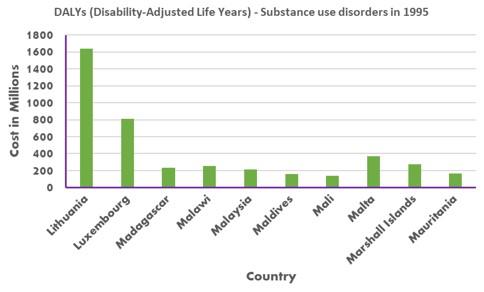 DALYs (Disability-Adjusted Life Years) - Substance use disorders in 1995
Cost in Millions
1800
1600
1400
1200
1000
800
600
400
200
0
Lithuania
Luxembourg
Madagascar
Malawi
Malaysia
Maldives
Mali
Malta
Marshall Islands
Mauritania
Country